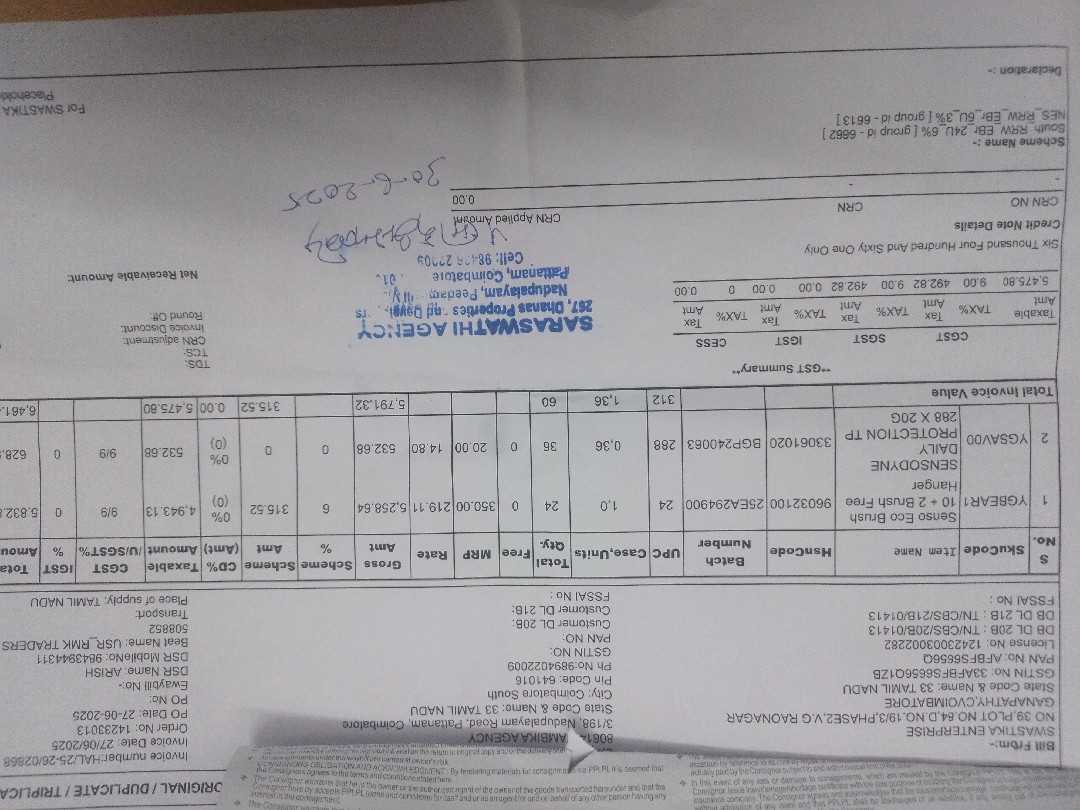 ORIGINAL / DUPLICATE / TRIPLICA
Bill From:-
SWASTIKA ENTERPRISE
NO 39,PLOT NO.64,D.NO.19/3,PHASE2,V.G RAONAGAR
GANAPATHY,CVOIMBATORE
State Code & Name: 33 TAMIL NADU
GSTIN No: 33AFBFS6656Q1ZB
PAN No: AFBFS6656Q
License No: 12423003002282
DB DL 20B : TN/CBS/20B/01413
DB DL 21B : TN/CBS/21B/01413
FSSAI No :
AMBIKA AGENCY
3/198, Nadupalayam Road, Pattanam, Coimbatore
State Code & Name: 33 TAMIL NADU
City: Coimbatore South
Pin Code: 641016
Ph No:9894022009
GSTIN NO:
PAN NO:
Customer DL 20B:
Customer DL 21B:
FSSAI No :
Invoice number:HAL/25-26/02868
Invoice Date: 27/06/2025
Order No: 14233013
PO Date: 27-06-2025
PO No:
Ewaybill No:-
DSR Name: ARISH
DSR MobileNo: 9843944311
Beat Name: USR_RMK TRADERS
508852
Transport:
Place of supply: TAMIL NADU
S No. SkuCode Item Name HsnCode Batch Number UPC Case,Units Total Qty. Free MRP Rate Gross Amt Scheme % Scheme Amt CD% (Amt) Taxable Amount CGST /U/SGST% IGST % Total Amou
1 YGBEAR1 Senso Eco Brush 10 + 2 Brush Free Hanger 96032100 25EA294900 24 1,0 24 0 350.00 219.11 5,258.64 6 315.52 0% (0) 4,943.13 9/9 0 5,832.8
2 YGSAV00 SENSODYNE DAILY PROTECTION TP 288 X 20G 33061020 BGP240063 288 0,36 36 0 20.00 14.80 532.68 0 0 0% (0) 532.68 9/9 0 628.5
Total Invoice Value 312 1,36 60 5,791.32 315.52 0.00 5,475.80 6,461.
**GST Summary**
CGST SGST IGST CESS
Taxable Amt TAX% Tax Amt TAX% Tax Amt TAX% Tax Amt TAX% Tax Amt
5,475.80 9.00 492.82 9.00 492.82 0.00 0.00 0 0.00
Six Thousand Four Hundred And Sixty One Only
TDS:
TCS:
CRN adjustment:
Invoice Discount:
Round Off:
Net Receivable Amount:
SARASWATHI AGENCY
267, Dhanas Properties
Nadupalayam, Peedam
Pattanam, Coimbatore
Cell:
30-6-2025
Credit Note Details
CRN NO CRN CRN Applied Amount
- - 0.00
Scheme Name :-
South_RRW_EBr_24U_6% [ group id - 6662 ]
NES_RRW_EBr_6U_3% [ group id - 6613 ]
Declaration :-
For SWASTIKA
Placehold